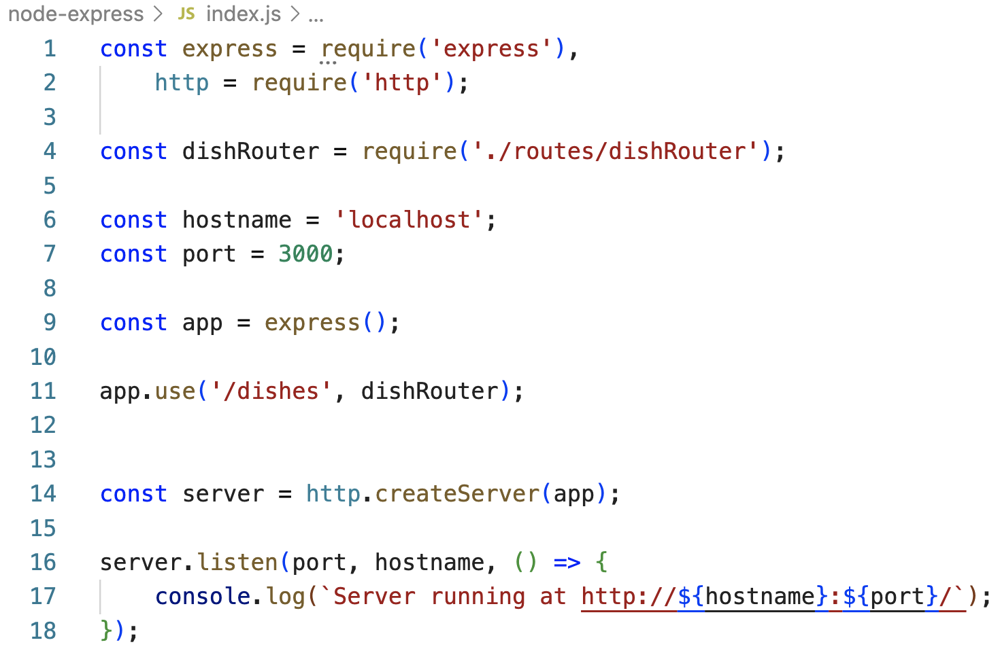 node-express > JS index.js > ...
1 const express = require('express'),
2     http = require('http');
3
4 const dishRouter = require('./routes/dishRouter');
5
6 const hostname = 'localhost';
7 const port = 3000;
8
9 const app = express();
10
11 app.use('/dishes', dishRouter);
12
13
14 const server = http.createServer(app);
15
16 server.listen(port, hostname, () => {
17     console.log(`Server running at http://${hostname}:${port}/`);
18 });